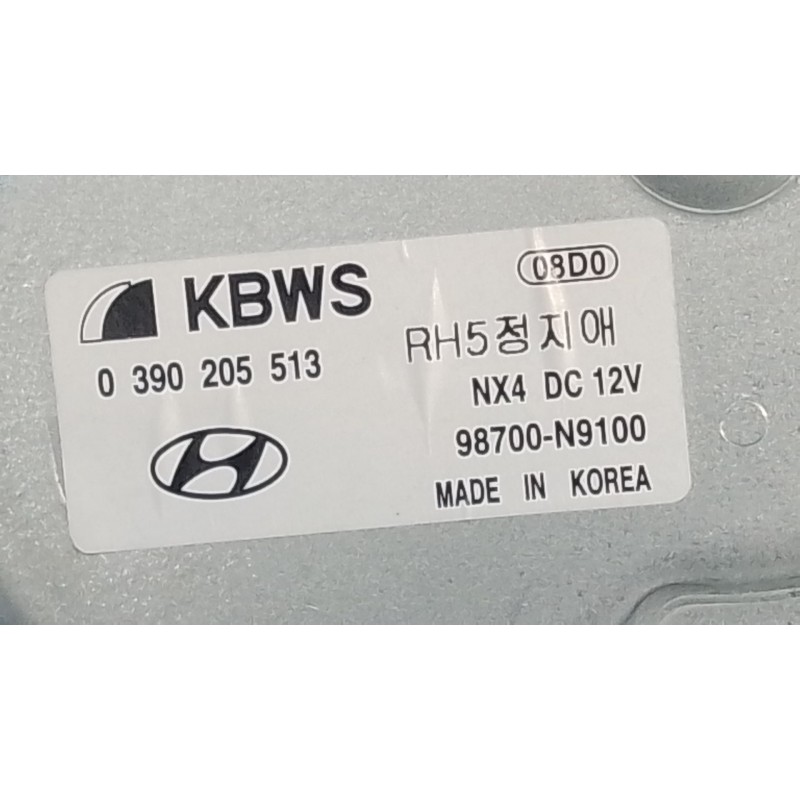 KBWS
0 390 205 513
08D0
RH5정지애
NX4 DC 12V
98700-N9100
MADE IN KOREA